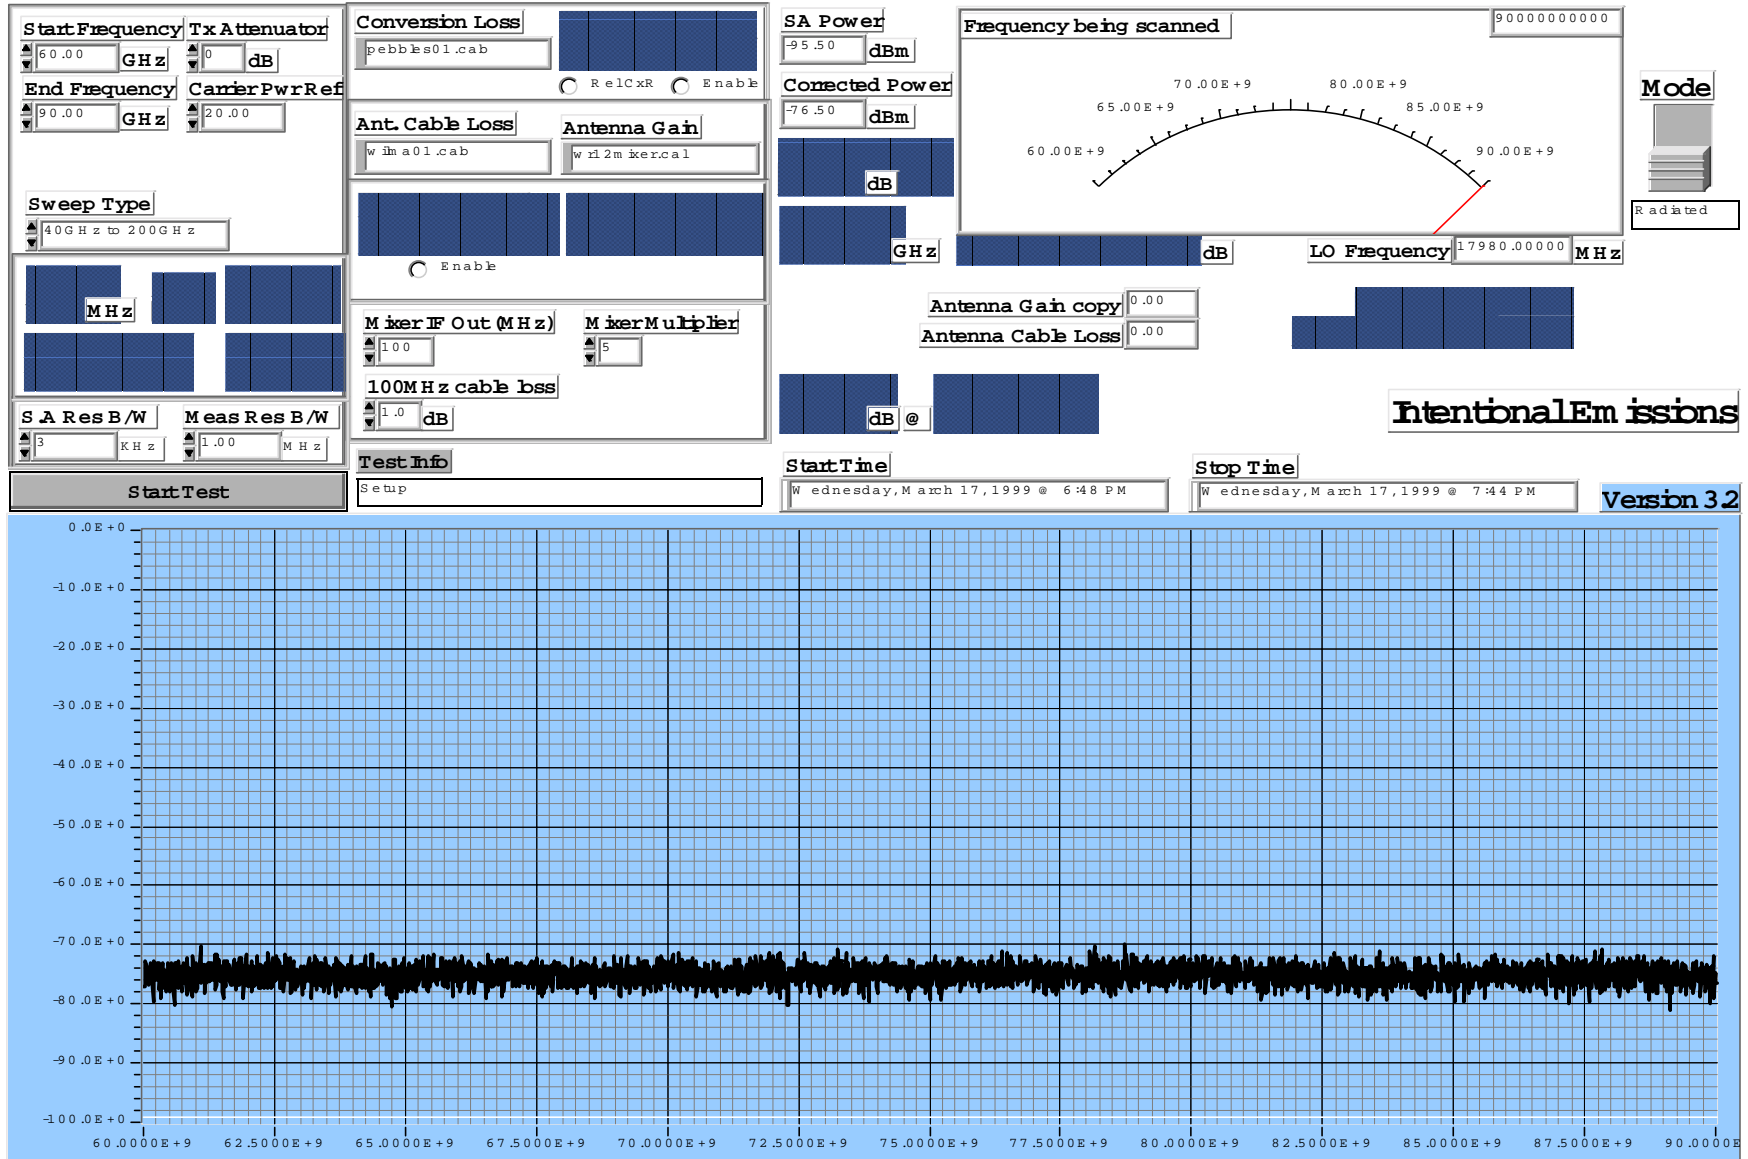 Start Frequency
60.00 GHz
Tx Attenuator
0 dB
End Frequency
90.00 GHz
Carrier Pwr Ref
20.00
Sweep Type
40GHz to 200GHz
MHz
S.A Res B/W
3 KHz
Meas Res B/W
1.00 MHz
Start Test
Conversion Loss
pebbles01.cab
RelCxR
Enable
Ant. Cable Loss
wilma01.cab
Antenna Gain
wr12mixer.cal
Enable
Mixer IF Out (MHz)
100
Mixer Multiplier
5
100MHz cable loss
1.0 dB
Test Info
Setup
SA Power
-95.50 dBm
Corrected Power
-76.50 dBm
dB
GHz
dB
dB @
Frequency being scanned
90000000000
60.00E+9
65.00E+9
70.00E+9
80.00E+9
85.00E+9
90.00E+9
Mode
Radiated
LO Frequency 17980.00000 MHz
Antenna Gain copy 0.00
Antenna Cable Loss 0.00
Intentional Emissions
Start Time
Wednesday, March 17, 1999 @ 6:48 PM
Stop Time
Wednesday, March 17, 1999 @ 7:44 PM
Version 3.2
0.0E+0
-10.0E+0
-20.0E+0
-30.0E+0
-40.0E+0
-50.0E+0
-60.0E+0
-70.0E+0
-80.0E+0
-90.0E+0
-100.0E+0
60.0000E+9 62.5000E+9 65.0000E+9 67.5000E+9 70.0000E+9 72.5000E+9 75.0000E+9 77.5000E+9 80.0000E+9 82.5000E+9 85.0000E+9 87.5000E+9 90.0000E